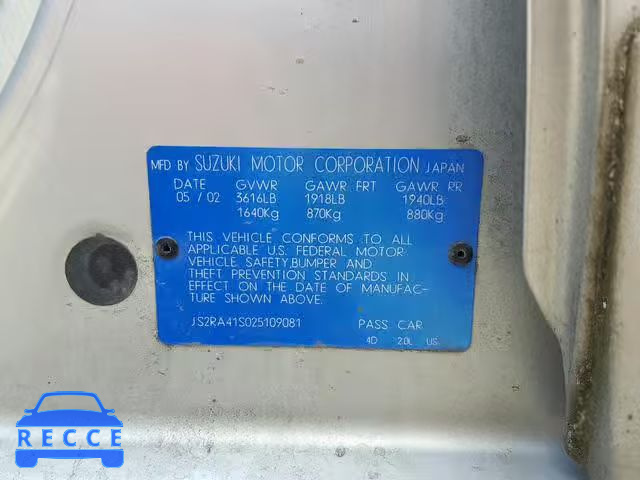 MFD BY SUZUKI MOTOR CORPORATION JAPAN
DATE GVWR GAWR FRT GAWR RR
05 / 02 3616LB 1918LB 1940LB
1640Kg 870Kg 880Kg
THIS VEHICLE CONFORMS TO ALL
APPLICABLE U.S. FEDERAL MOTOR
VEHICLE SAFETY,BUMPER AND
THEFT PREVENTION STANDARDS IN
EFFECT ON THE DATE OF MANUFAC-
TURE SHOWN ABOVE.
JS2RA41S025109081 PASS CAR
4D 2.0L US
RECCE